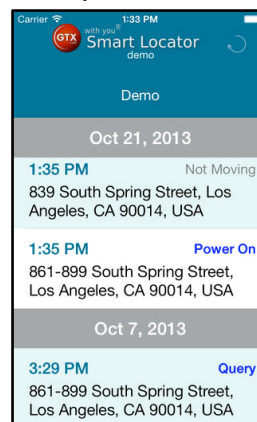 Carrier 1:33 PM
GTX with you®
Smart Locator
demo
Demo
Oct 21, 2013
1:35 PM Not Moving
839 South Spring Street, Los
Angeles, CA 90014, USA
1:35 PM Power On
861-899 South Spring Street,
Los Angeles, CA 90014, USA
Oct 7, 2013
3:29 PM Query
861-899 South Spring Street,
Los Angeles, CA 90014, USA